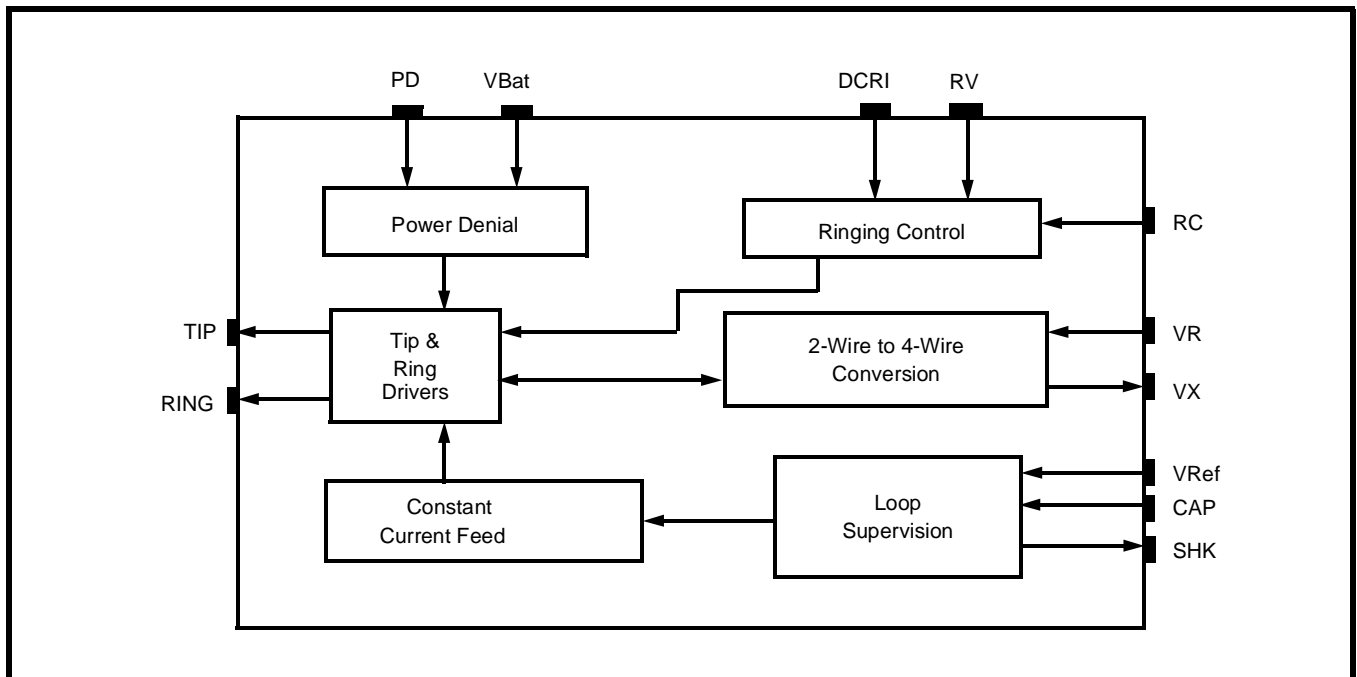 PD
VBat
DCRI
RV
Power Denial
Ringing Control
RC
TIP
RING
Tip &
Ring
Drivers
2-Wire to 4-Wire
Conversion
VR
VX
Constant
Current Feed
Loop
Supervision
VRef
CAP
SHK